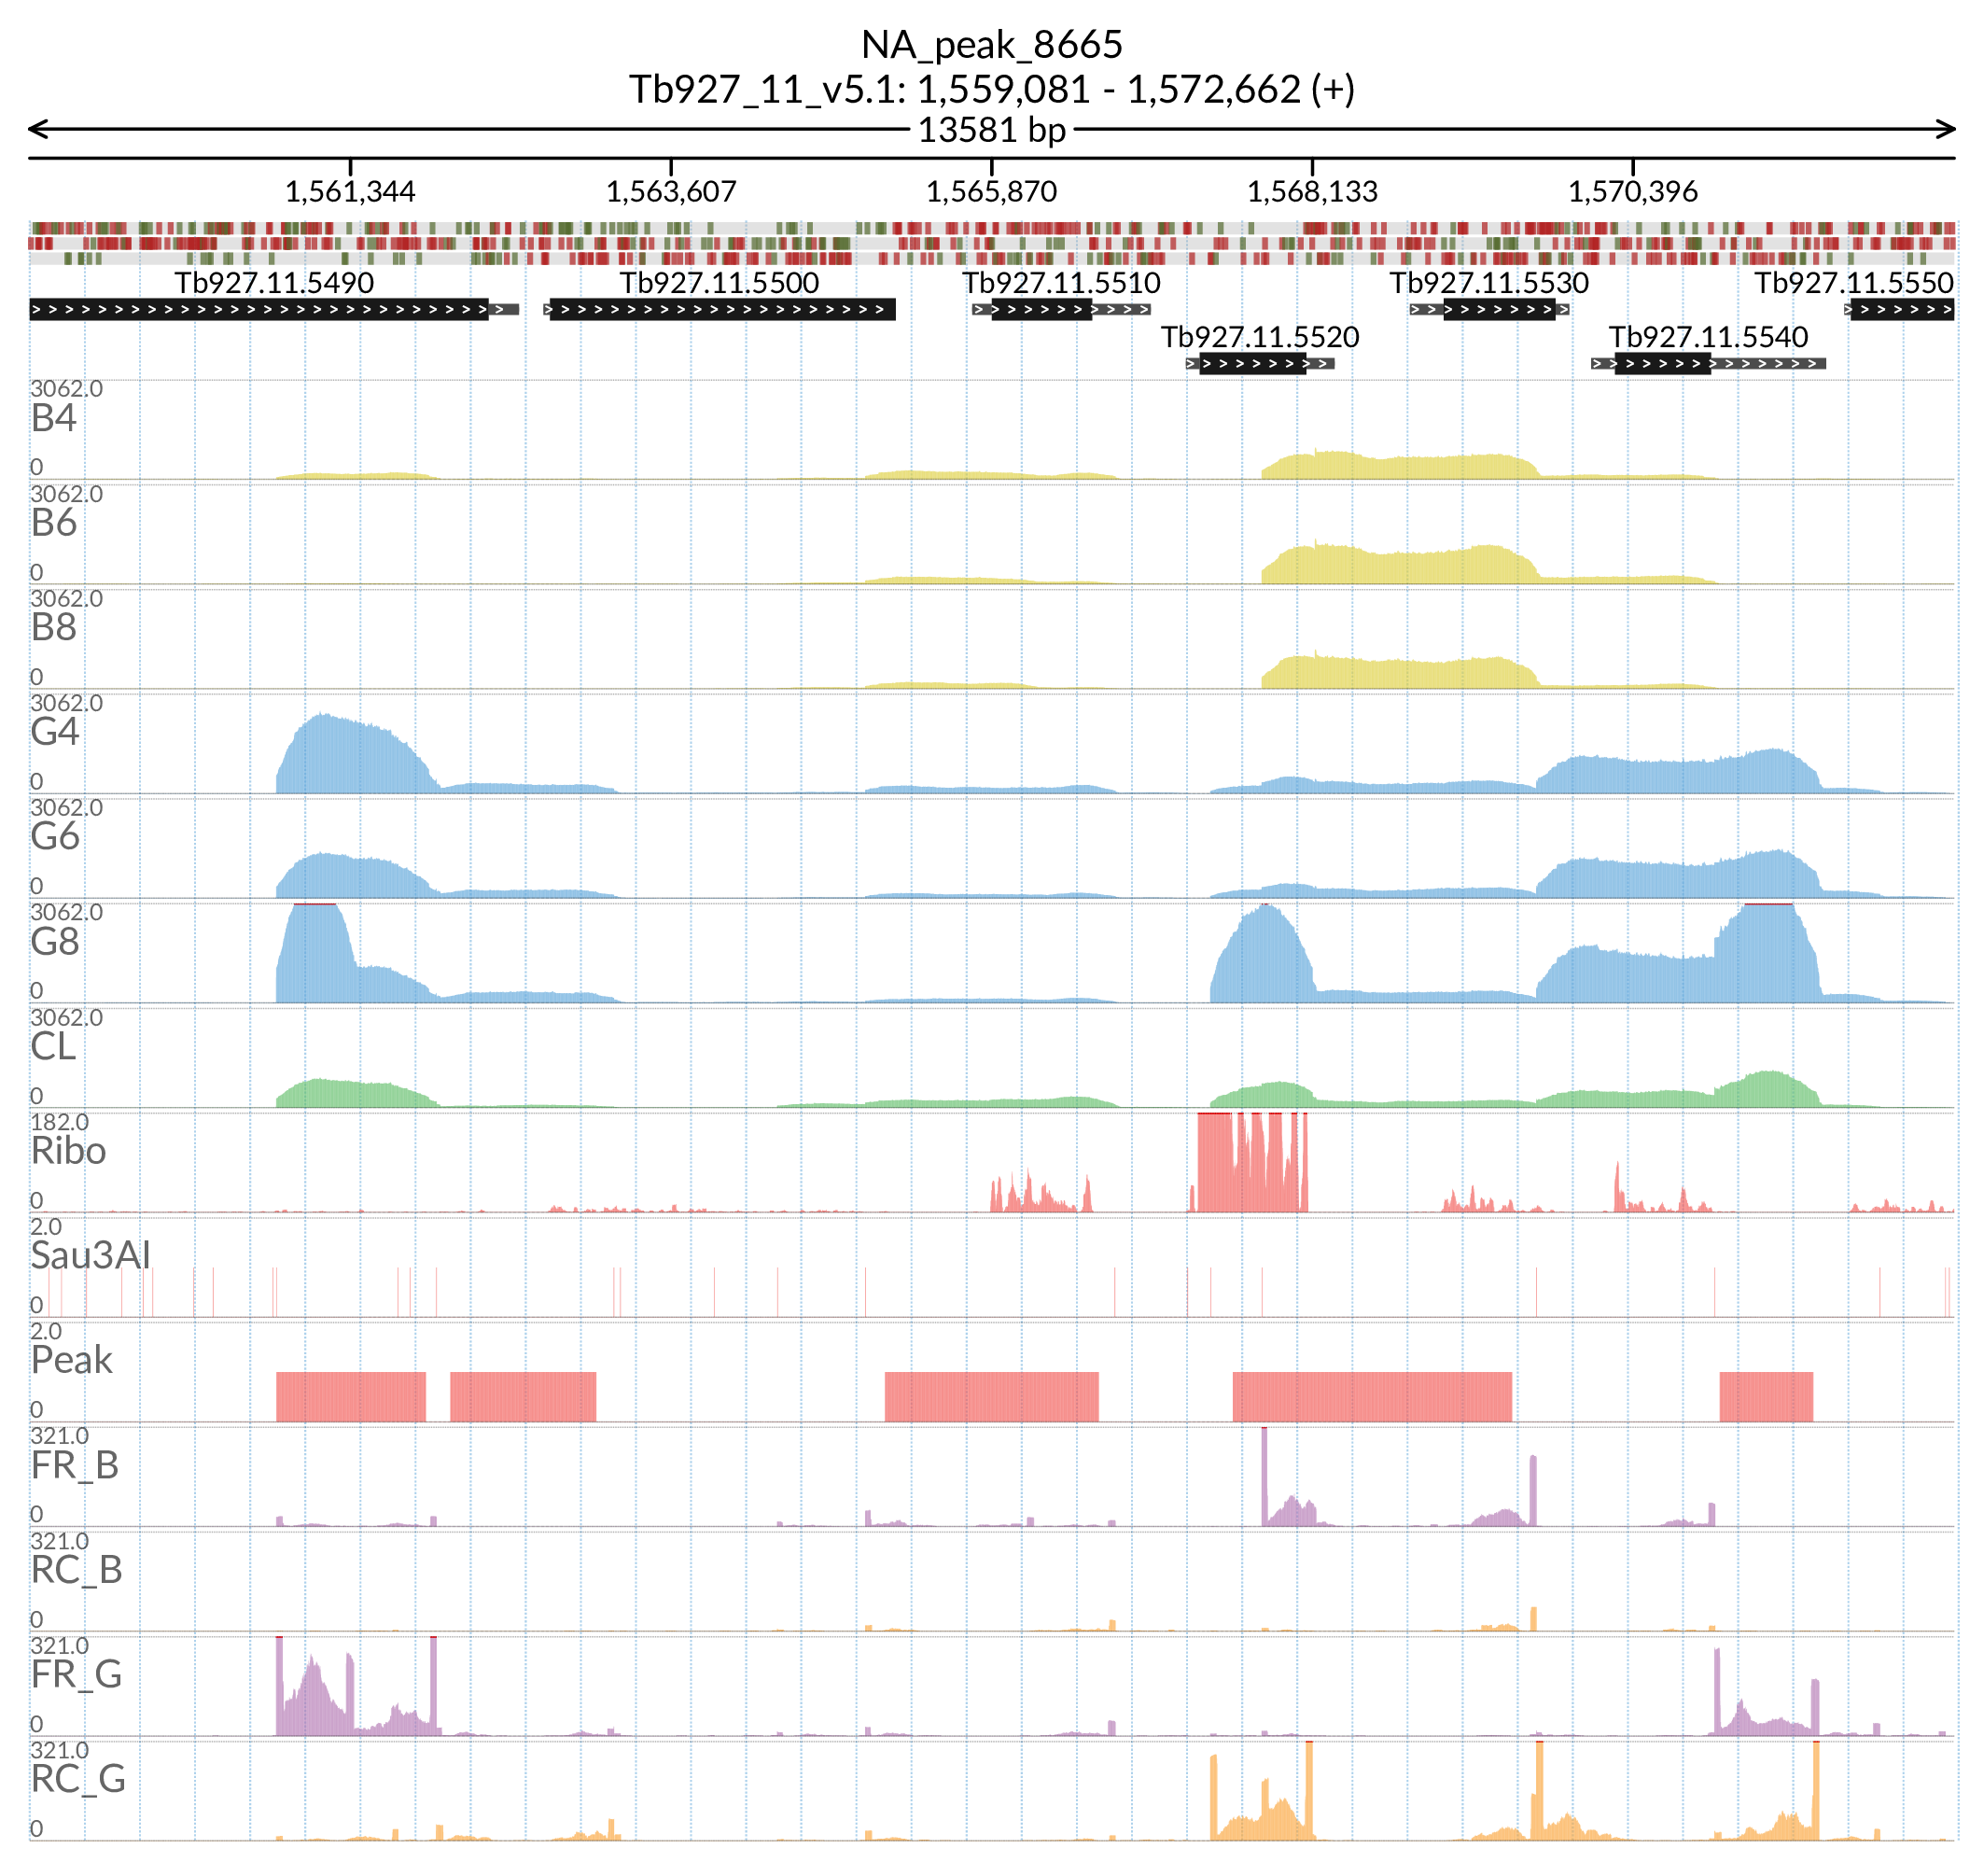 NA_peak_8665
Tb927_11_v5.1: 1,559,081 - 1,572,662 (+)
13581 bp
1,561,344 1,563,607 1,565,870 1,568,133 1,570,396
Tb927.11.5490 Tb927.11.5500 Tb927.11.5510 Tb927.11.5530 Tb927.11.5550
Tb927.11.5520 Tb927.11.5540
3062.0
B4
0
3062.0
B6
0
3062.0
B8
0
3062.0
G4
0
3062.0
G6
0
3062.0
G8
0
3062.0
CL
0
182.0
Ribo
0
2.0
Sau3AI
0
2.0
Peak
0
321.0
FR_B
0
321.0
RC_B
0
321.0
FR_G
0
321.0
RC_G
0